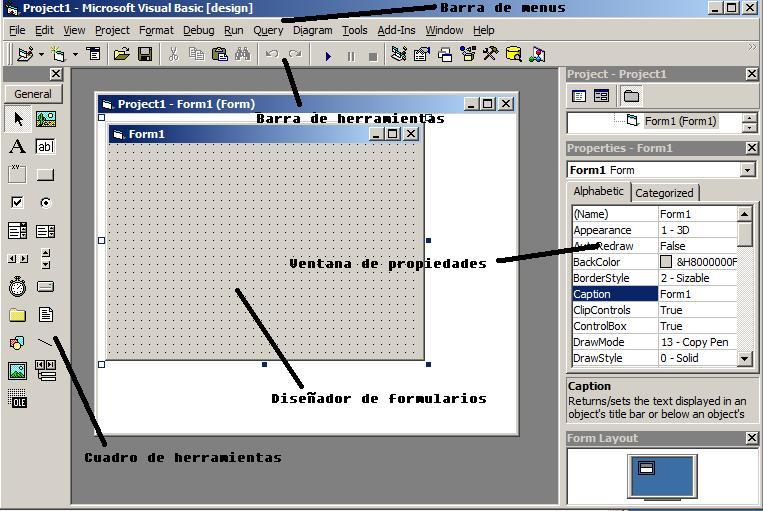 Project1 - Microsoft Visual Basic [design]
Barra de menus
File Edit View Project Format Debug Run Query Diagram Tools Add-Ins Window Help
General
A
ab
xv
OLE
Project1 - Form1 (Form)
Barra de herramientas
Form1
Ventana de propiedades
Diseñador de formularios
Cuadro de herramientas
Project - Project1
Form1 (Form1)
Properties - Form1
Form1 Form
Alphabetic Categorized
(Name) Form1
Appearance 1 - 3D
AutoRedraw False
BackColor &H8000000F
BorderStyle 2 - Sizable
Caption Form1
ClipControls True
ControlBox True
DrawMode 13 - Copy Pen
DrawStyle 0 - Solid
Caption
Returns/sets the text displayed in an
object's title bar or below an object's
Form Layout